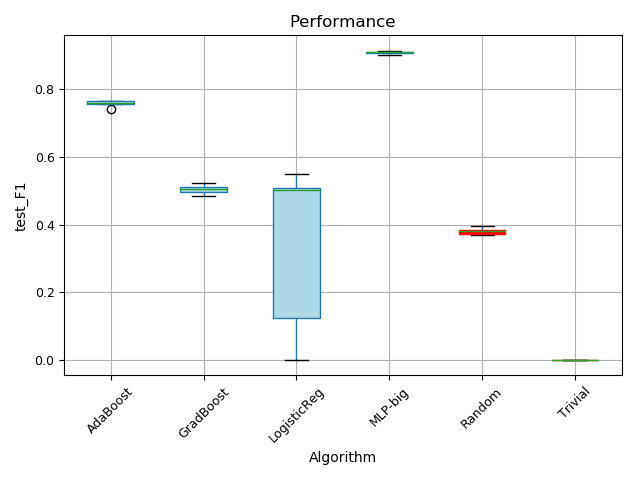 Performance
test_F1
0.8
0.6
0.4
0.2
0.0
AdaBoost
GradBoost
LogisticReg
MLP-big
Random
Trivial
Algorithm